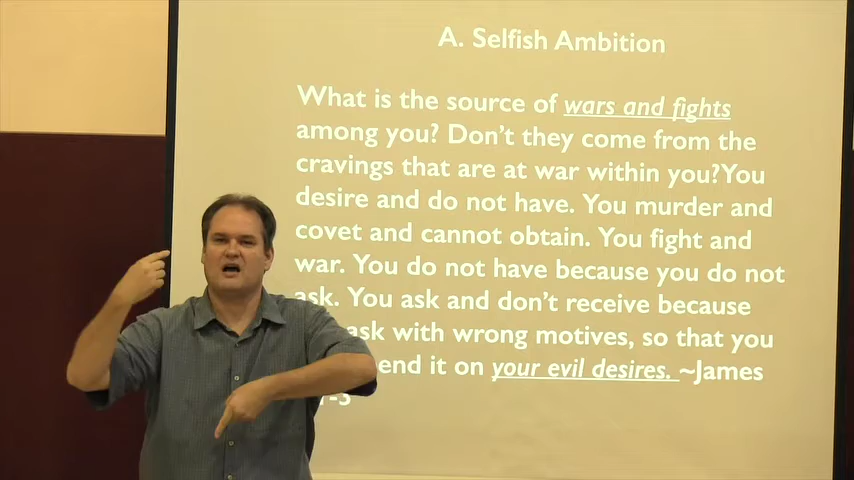 A. Selfish Ambition
What is the source of wars and fights
among you? Don't they come from the
cravings that are at war within you?You
desire and do not have. You murder and
covet and cannot obtain. You fight and
war. You do not have because you do not
ask. You ask and don't receive because
ask with wrong motives, so that you
end it on your evil desires. ~James
-5